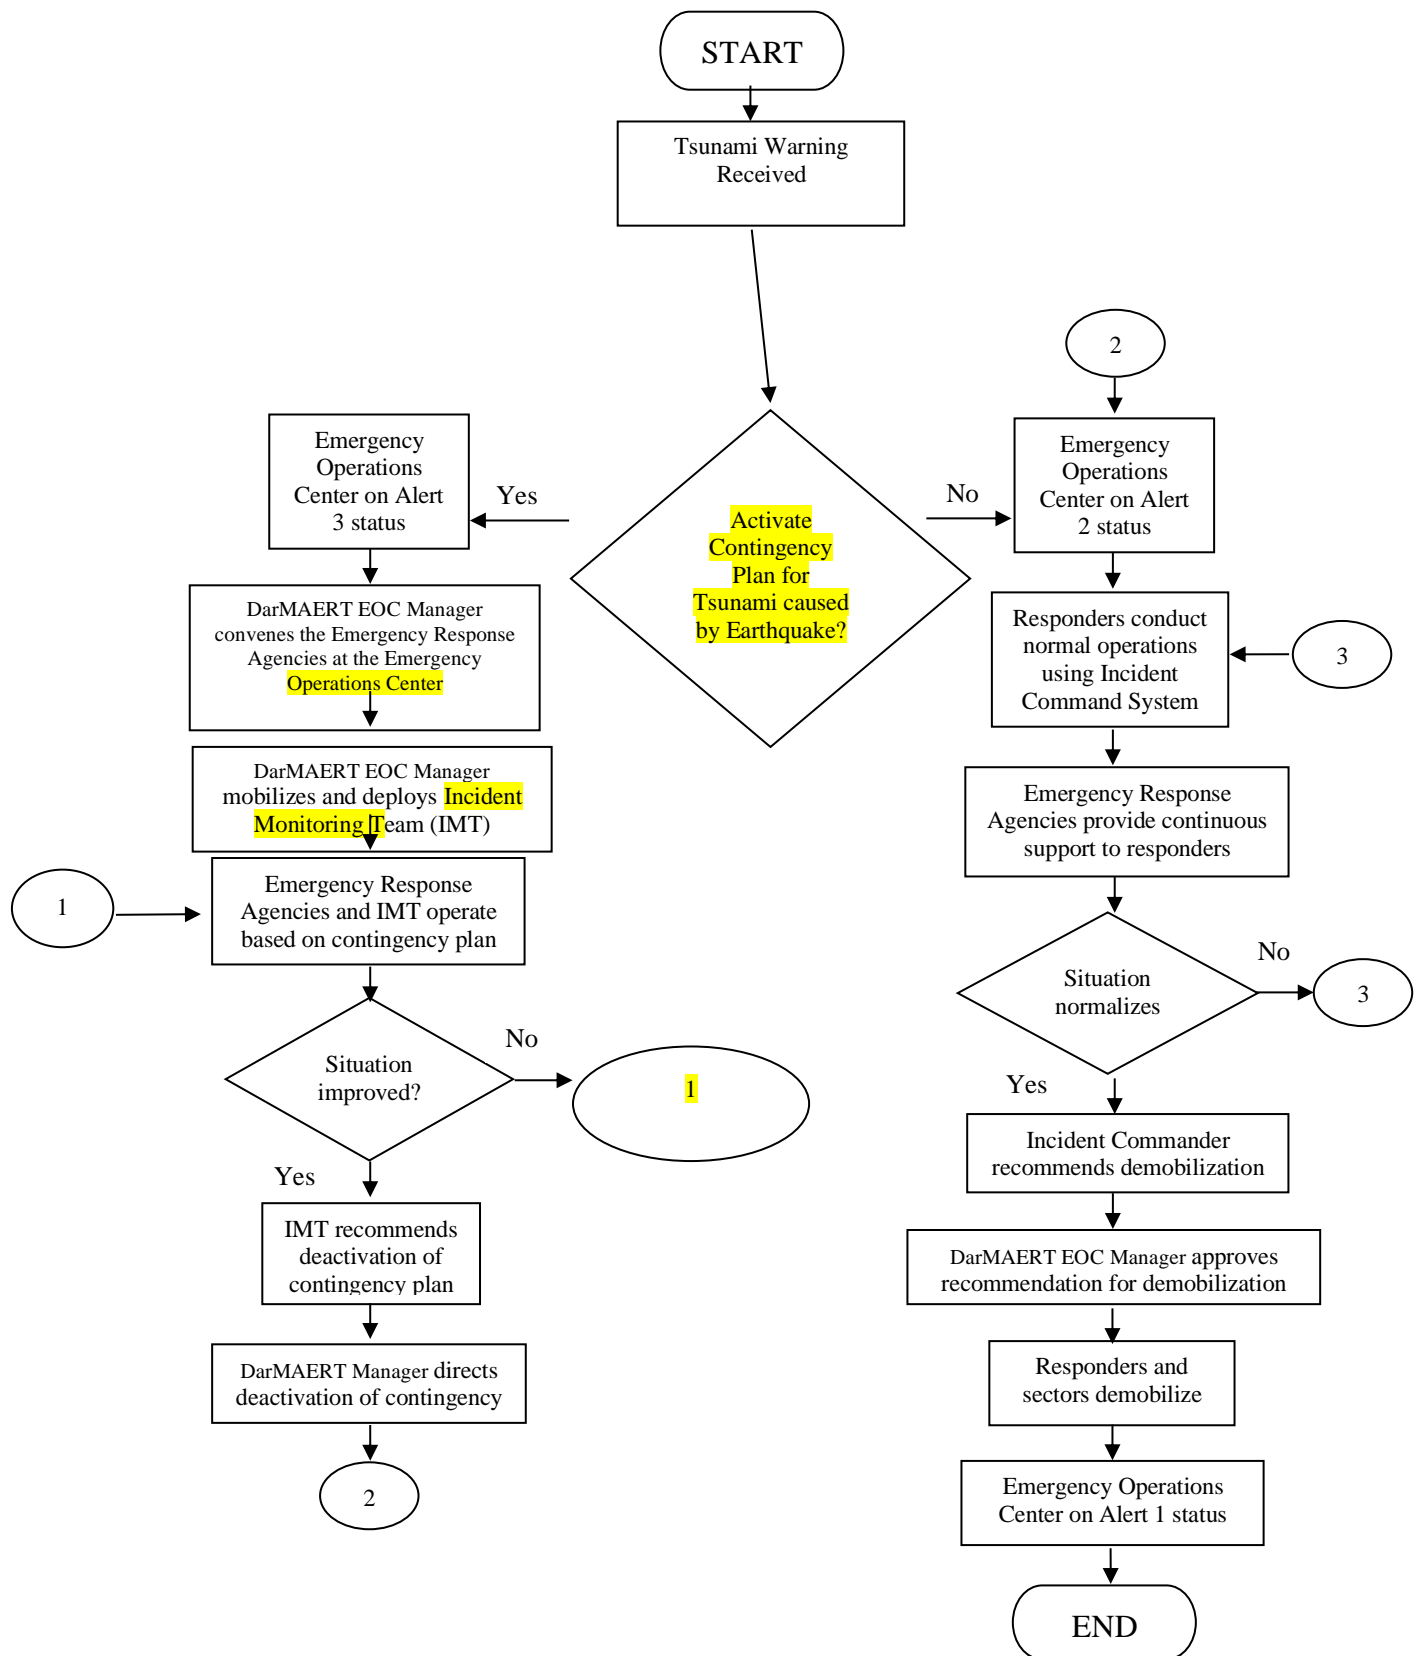 START
Tsunami Warning
Received
Activate
Contingency
Plan for
Tsunami caused
by Earthquake?
Yes
Emergency
Operations
Center on Alert
3 status
DarMAERT EOC Manager
convenes the Emergency Response
Agencies at the Emergency
Operations Center
DarMAERT EOC Manager
mobilizes and deploys Incident
Monitoring Team (IMT)
1
Emergency Response
Agencies and IMT operate
based on contingency plan
Situation
improved?
No
1
Yes
IMT recommends
deactivation of
contingency plan
DarMAERT Manager directs
deactivation of contingency
2
No
2
Emergency
Operations
Center on Alert
2 status
Responders conduct
normal operations
using Incident
Command System
3
Emergency Response
Agencies provide continuous
support to responders
Situation
normalizes
No
3
Yes
Incident Commander
recommends demobilization
DarMAERT EOC Manager approves
recommendation for demobilization
Responders and
sectors demobilize
Emergency Operations
Center on Alert 1 status
END